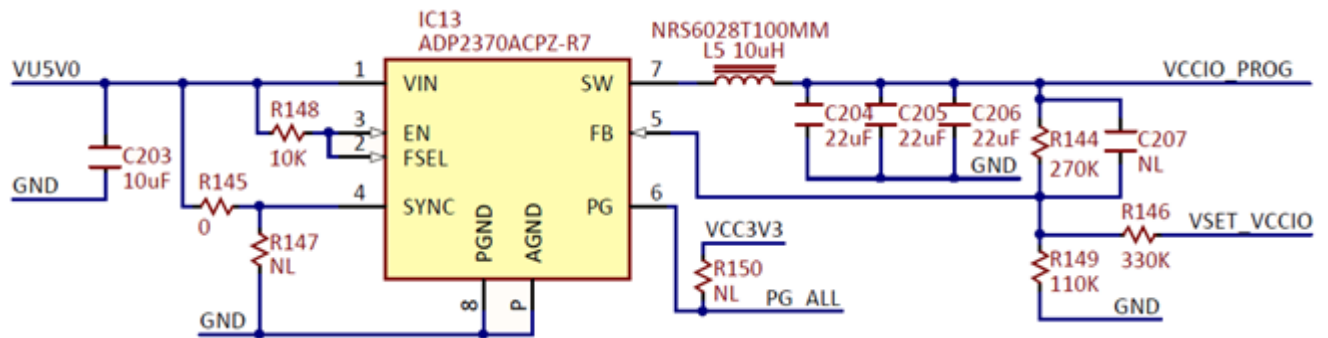 IC13
ADP2370ACPZ-R7
NRS6028T100MM
L5 10uH
VU5V0
1
VIN
SW
7
VCCIO_PROG
R148
10K
3
EN
2
FSEL
FB
5
C204
22uF
C205
22uF
C206
22uF
GND
R144
270K
C207
NL
C203
10uF
GND
R145
0
4
SYNC
PG
6
R147
NL
PGND
AGND
8
P
GND
VCC3V3
R150
NL
PG_ALL
R146
330K
VSET_VCCIO
R149
110K
GND